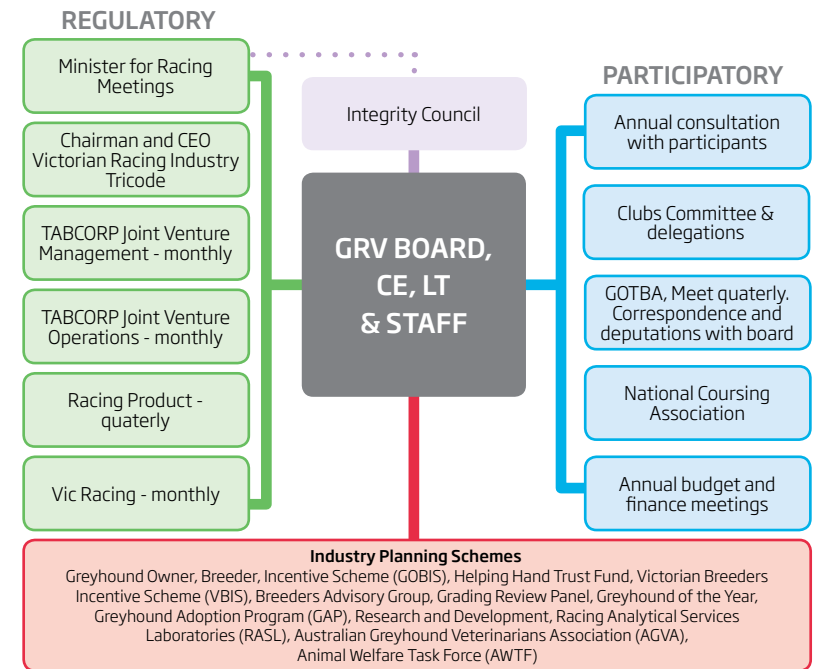 REGULATORY
Minister for Racing
Meetings
Chairman and CEO
Victorian Racing Industry
Tricode
TABCORP Joint Venture
Management - monthly
TABCORP Joint Venture
Operations - monthly
Racing Product -
quaterly
Vic Racing - monthly
Integrity Council
GRV BOARD,
CE, LT
& STAFF
PARTICIPATORY
Annual consultation
with participants
Clubs Committee &
delegations
GOTBA, Meet quaterly.
Correspondence and
deputations with board
National Coursing
Association
Annual budget and
finance meetings
Industry Planning Schemes
Greyhound Owner, Breeder, Incentive Scheme (GOBIS), Helping Hand Trust Fund, Victorian Breeders
Incentive Scheme (VBIS), Breeders Advisory Group, Grading Review Panel, Greyhound of the Year,
Greyhound Adoption Program (GAP), Research and Development, Racing Analytical Services
Laboratories (RASL), Australian Greyhound Veterinarians Association (AGVA),
Animal Welfare Task Force (AWTF)